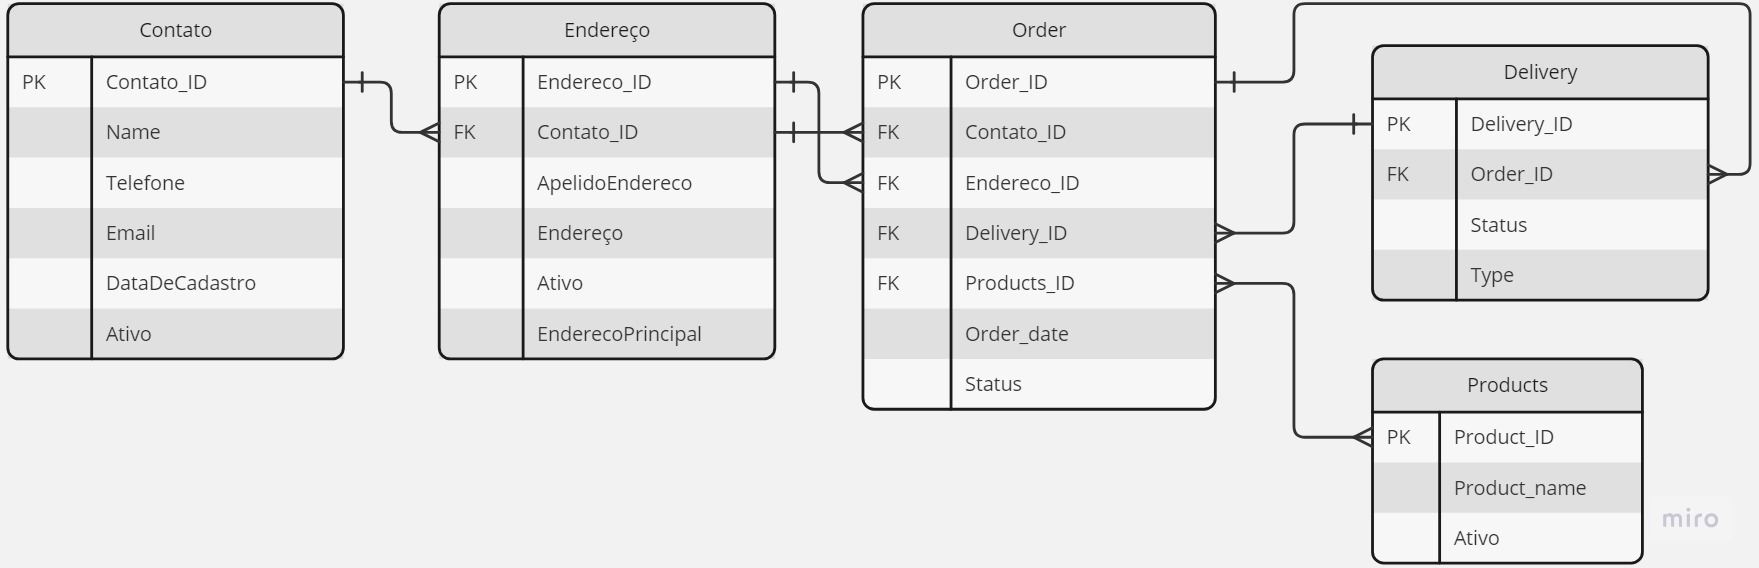 Contato
PK Contato_ID
Name
Telefone
Email
DataDeCadastro
Ativo
Endereço
PK Endereco_ID
FK Contato_ID
ApelidoEndereco
Endereço
Ativo
EnderecoPrincipal
Order
PK Order_ID
FK Contato_ID
FK Endereco_ID
FK Delivery_ID
FK Products_ID
Order_date
Status
Delivery
PK Delivery_ID
FK Order_ID
Status
Type
Products
PK Product_ID
Product_name
Ativo
miro